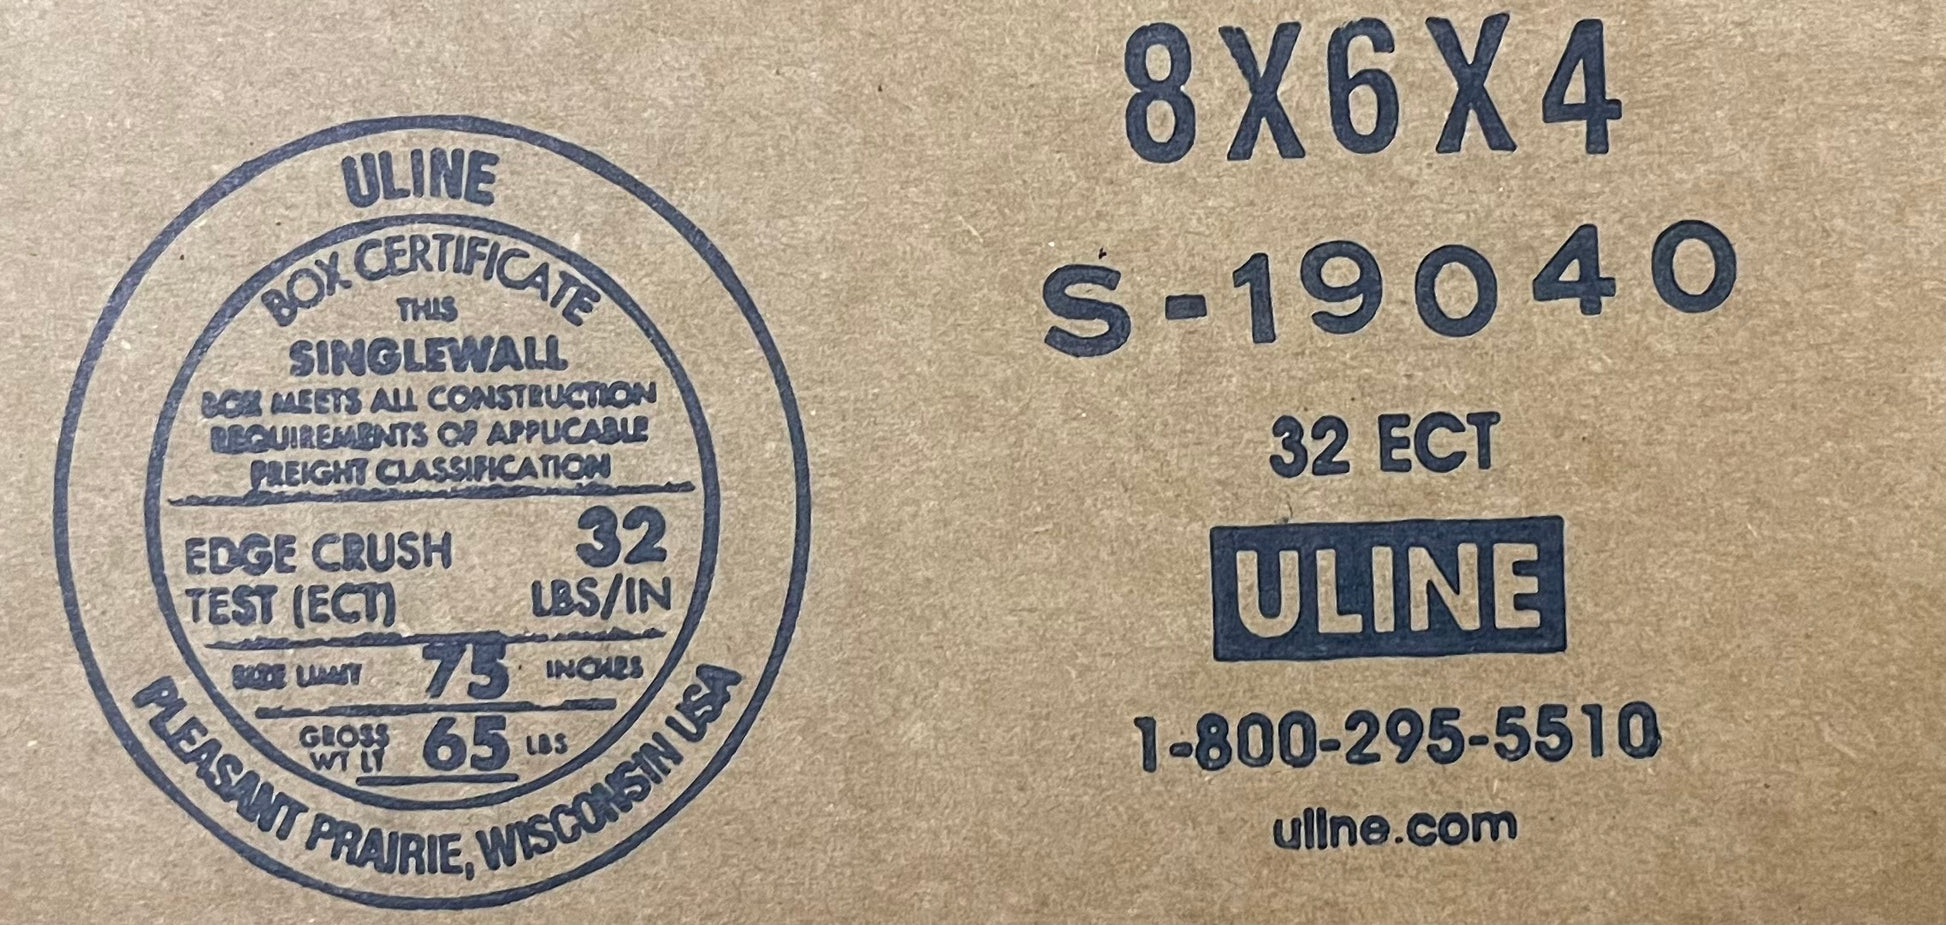 ULINE
BOX CERTIFICATE
THIS
SINGLEWALL
BOX MEETS ALL CONSTRUCTION
REQUIREMENTS OF APPLICABLE
FREIGHT CLASSIFICATION
EDGE CRUSH
TEST (ECT)
32
LBS/IN
SIZE LIMIT 75 INCHES
GROSS
WT LT
65 LBS
PLEASANT PRAIRIE, WISCONSIN USA
8X6X4
S-19040
32 ECT
ULINE
1-800-295-5510
uline.com